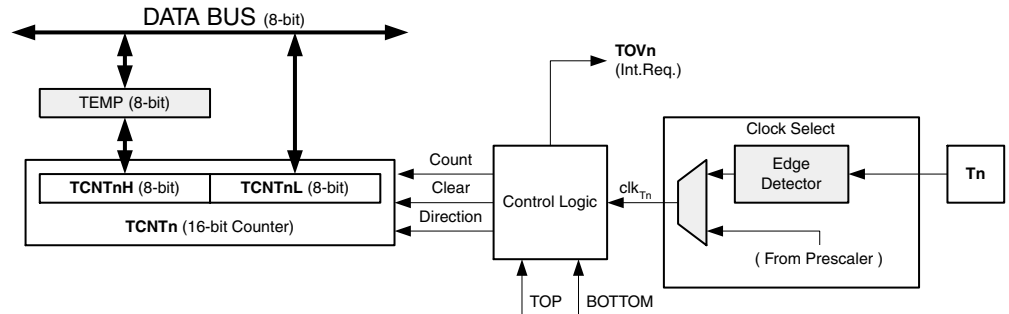 DATA BUS (8-bit)
TOVn
(Int.Req.)
TEMP (8-bit)
Clock Select
Count
Edge
Detector
TCNTnH (8-bit)
TCNTnL (8-bit)
Clear
Control Logic
clkTn
Tn
TCNTn (16-bit Counter)
Direction
( From Prescaler )
TOP
BOTTOM